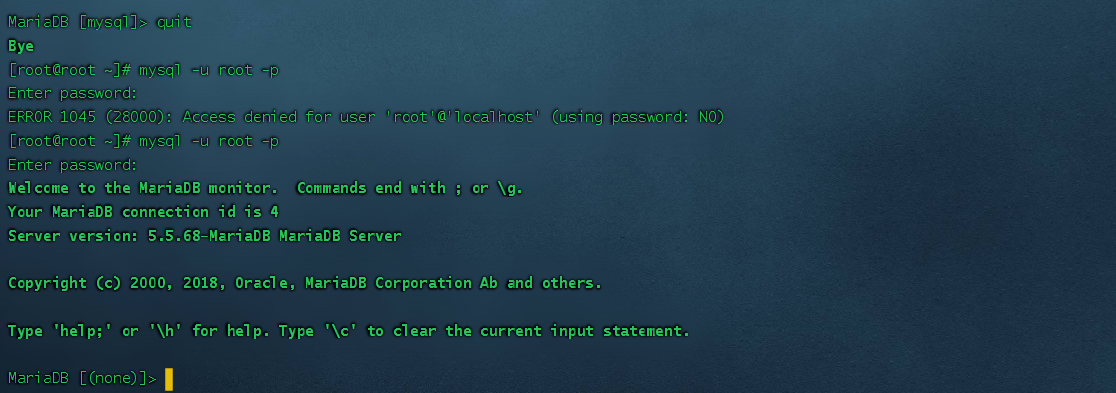 MariaDB [mysql]> quit
Bye
[root@root ~]# mysql -u root -p
Enter password:
ERROR 1045 (28000): Access denied for user 'root'@'localhost' (using password: NO)
[root@root ~]# mysql -u root -p
Enter password:
Welcome to the MariaDB monitor.  Commands end with ; or \g.
Your MariaDB connection id is 4
Server version: 5.5.68-MariaDB MariaDB Server
Copyright (c) 2000, 2018, Oracle, MariaDB Corporation Ab and others.
Type 'help;' or '\h' for help. Type '\c' to clear the current input statement.
MariaDB [(none)]>